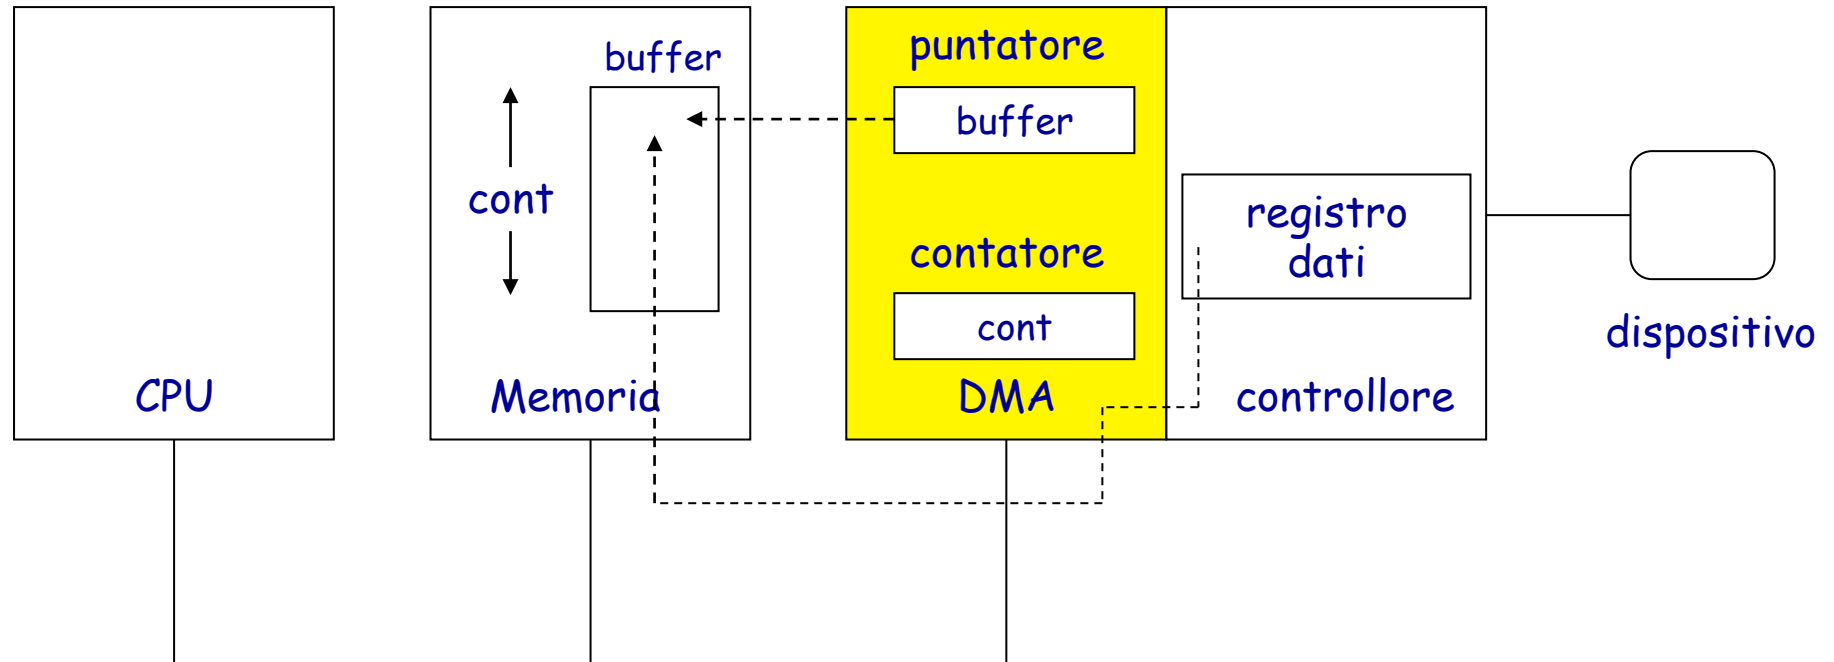 buffer
cont
CPU
Memoria
puntatore
buffer
contatore
cont
DMA
registro
dati
controllore
dispositivo